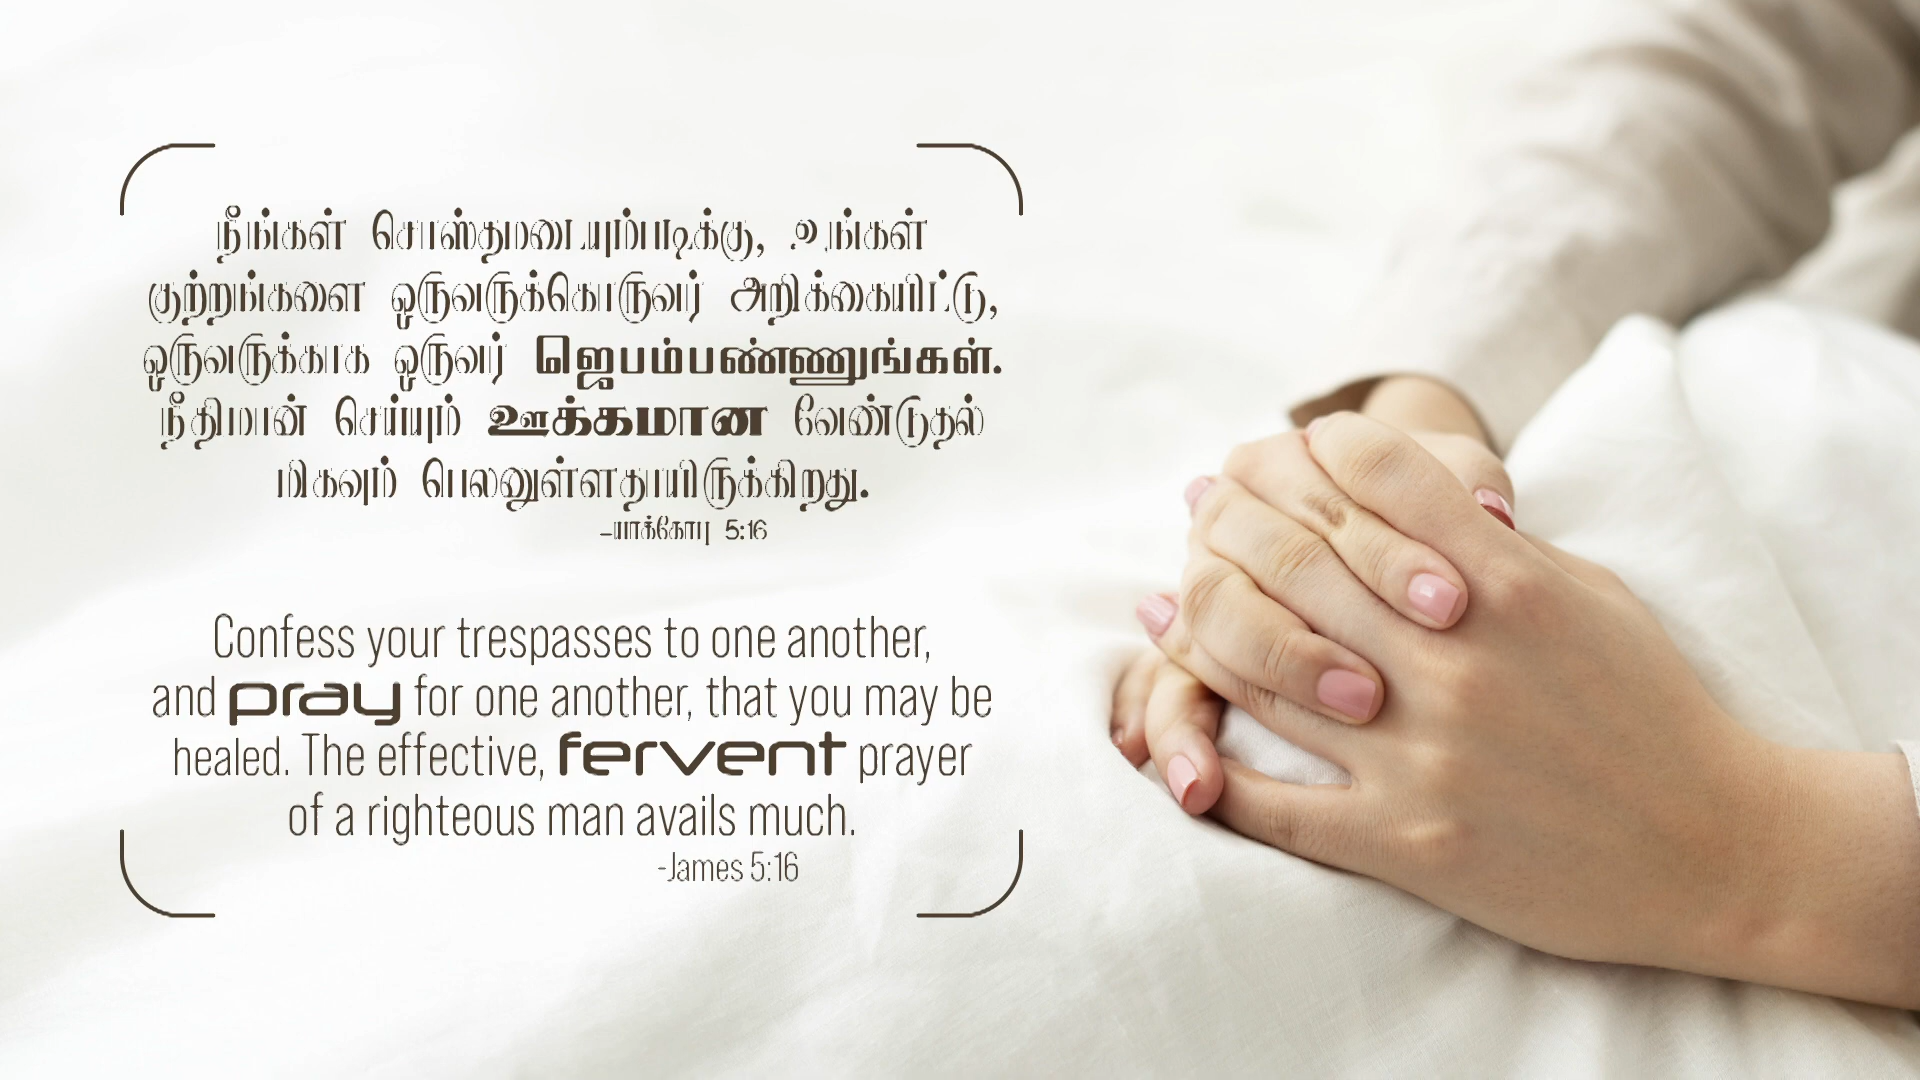 நீங்கள் சொஸ்தமடையும்படிக்கு, உங்கள்
குற்றங்களை ஒருவருக்கொருவர் அறிக்கையிட்டு,
ஒருவருக்காக ஒருவர் ஜெபம்பண்ணுங்கள்.
நீதிமான் செய்யும் ஊக்கமான வேண்டுதல்
மிகவும் பெலனுள்ளதாயிருக்கிறது.
-யாக்கோபு 5:16
Confess your trespasses to one another,
and pray for one another, that you may be
healed. The effective, fervent prayer
of a righteous man avails much.
-James 5:16